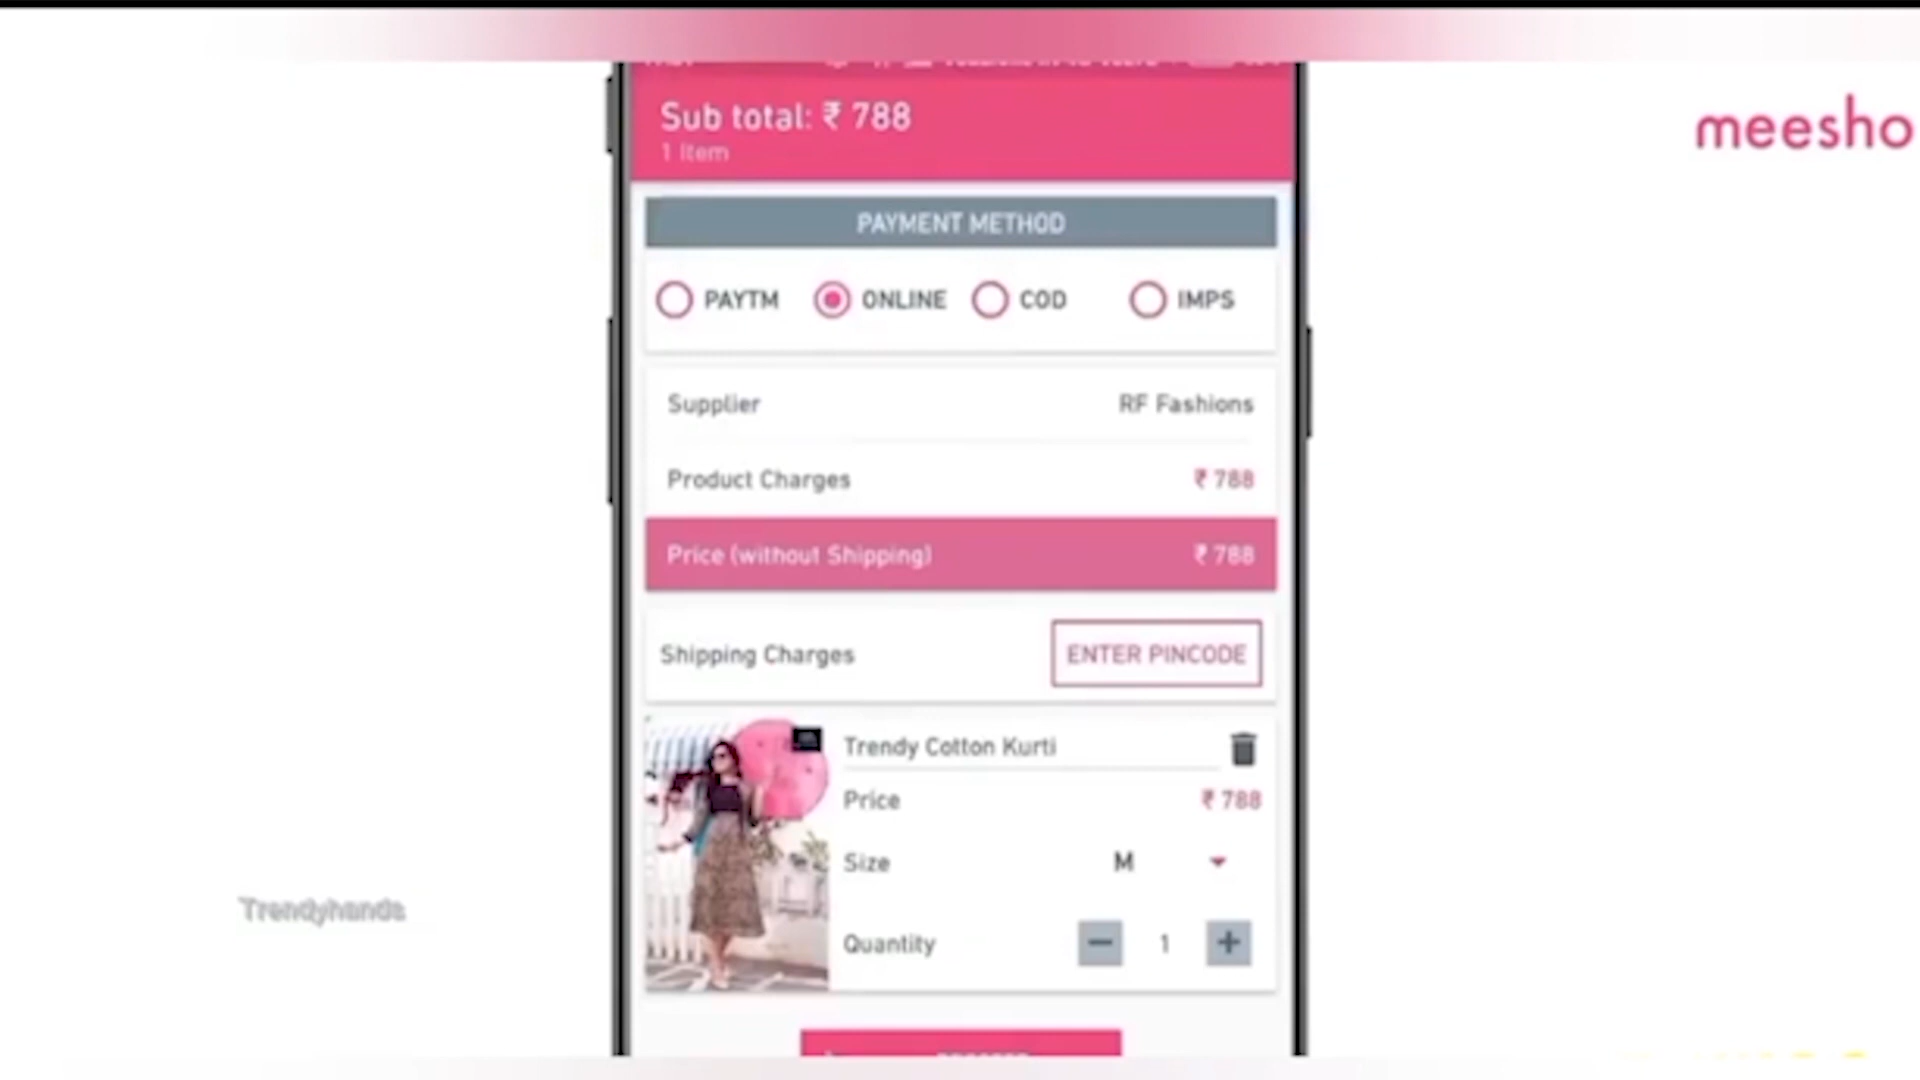 meesho
Sub total: ₹ 788
1 Item
PAYMENT METHOD
PAYTM ONLINE COD IMPS
Supplier RF Fashions
Product Charges ₹ 788
Price (without Shipping) ₹ 788
Shipping Charges ENTER PINCODE
Trendy Cotton Kurti
Price ₹ 788
Size M
Quantity 1
Trendyhands